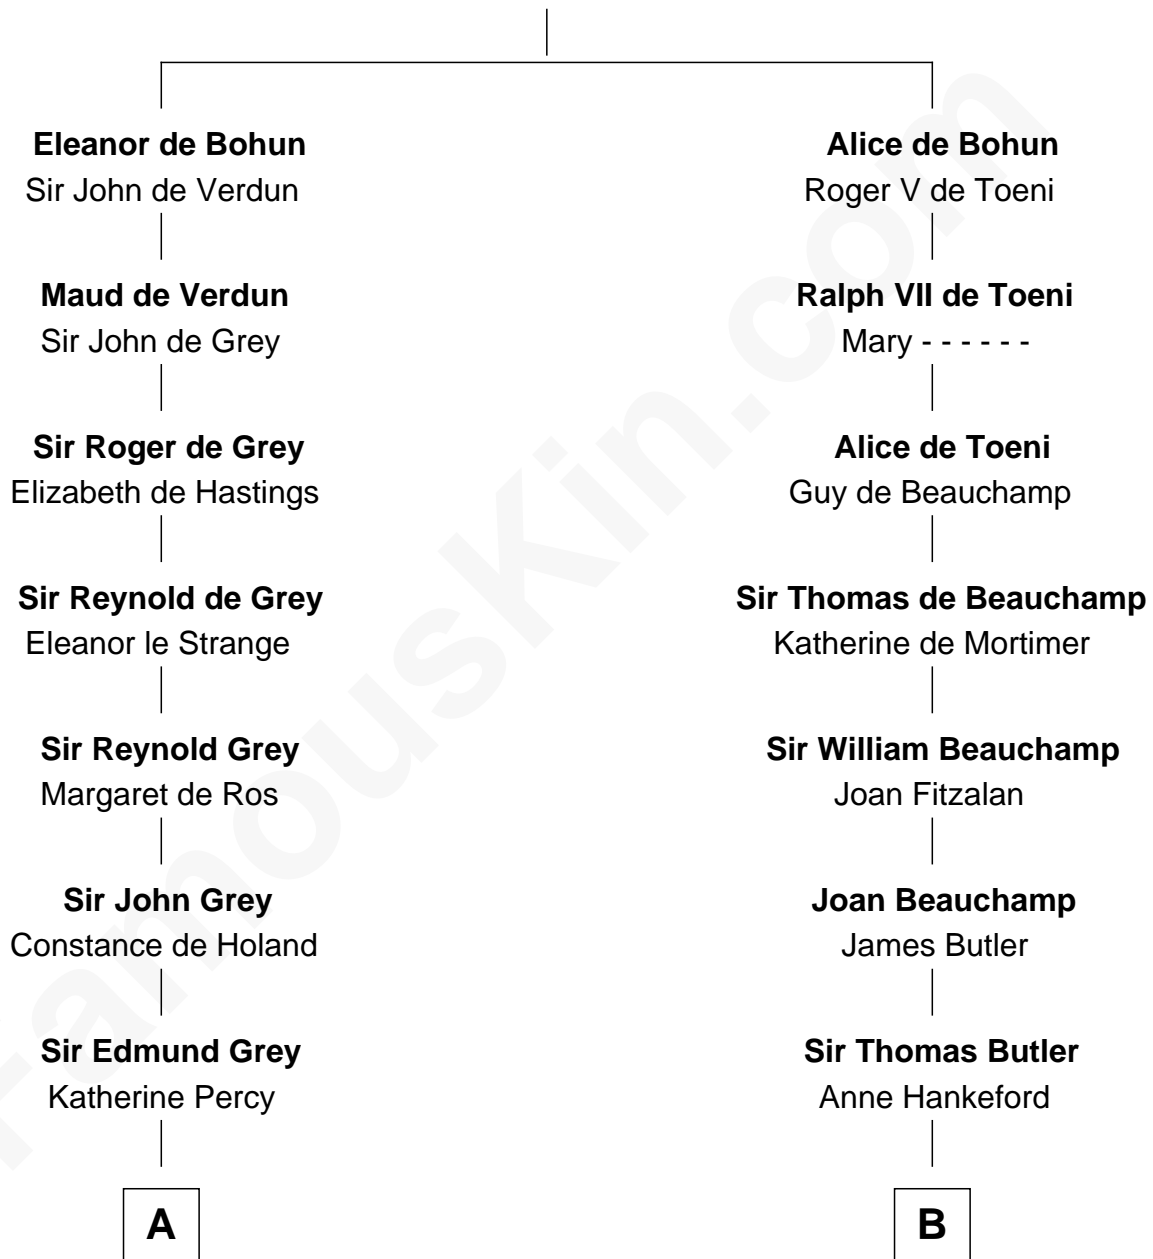 Eleanor de Bohun
Sir John de Verdun
Maud de Verdun
Sir John de Grey
Sir Roger de Grey
Elizabeth de Hastings
Sir Reynold de Grey
Eleanor le Strange
Sir Reynold Grey
Margaret de Ros
Sir John Grey
Constance de Holand
Sir Edmund Grey
Katherine Percy
A
Alice de Bohun
Roger V de Toeni
Ralph VII de Toeni
Mary - - - - - -
Alice de Toeni
Guy de Beauchamp
Sir Thomas de Beauchamp
Katherine de Mortimer
Sir William Beauchamp
Joan Fitzalan
Joan Beauchamp
James Butler
Sir Thomas Butler
Anne Hankeford
B
FamousKin.com